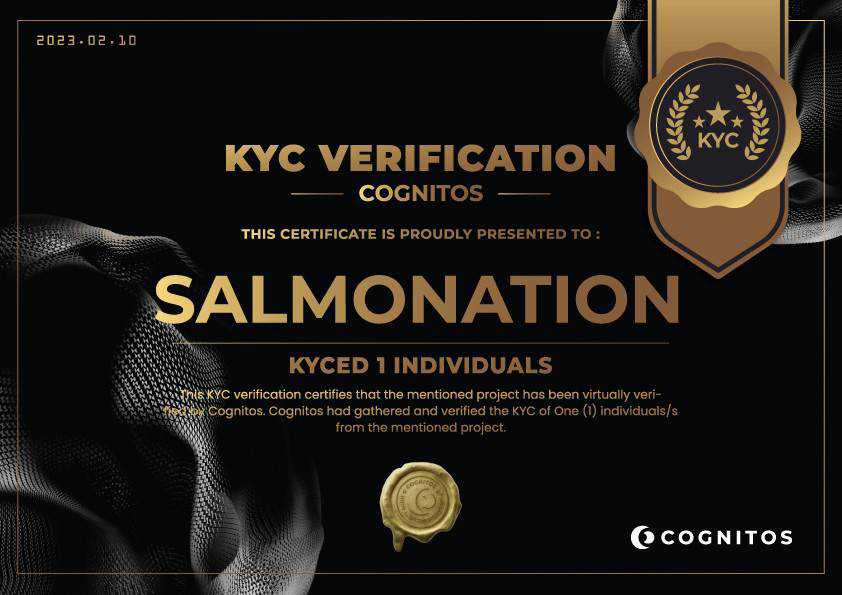 2023.02.10
KYC
KYC VERIFICATION
COGNITOS
THIS CERTIFICATE IS PROUDLY PRESENTED TO :
SALMONATION
KYCED 1 INDIVIDUALS
This KYC verification certifies that the mentioned project has been virtually veri-
fied by Cognitos. Cognitos had gathered and verified the KYC of One (1) individuals/s
from the mentioned project.
COGNITOS